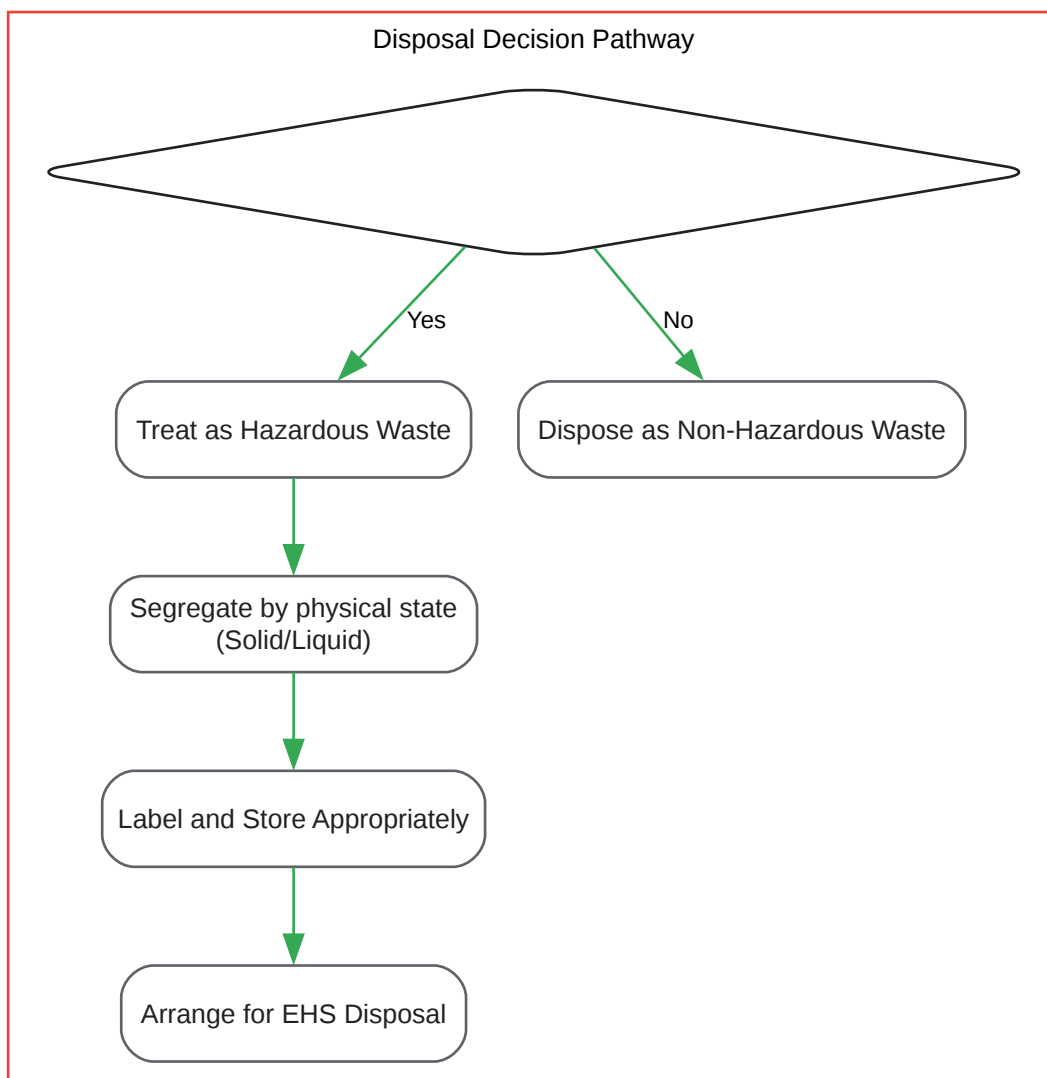 Disposal Decision Pathway
Yes
No
Treat as Hazardous Waste
Dispose as Non-Hazardous Waste
Segregate by physical state
(Solid/Liquid)
Label and Store Appropriately
Arrange for EHS Disposal